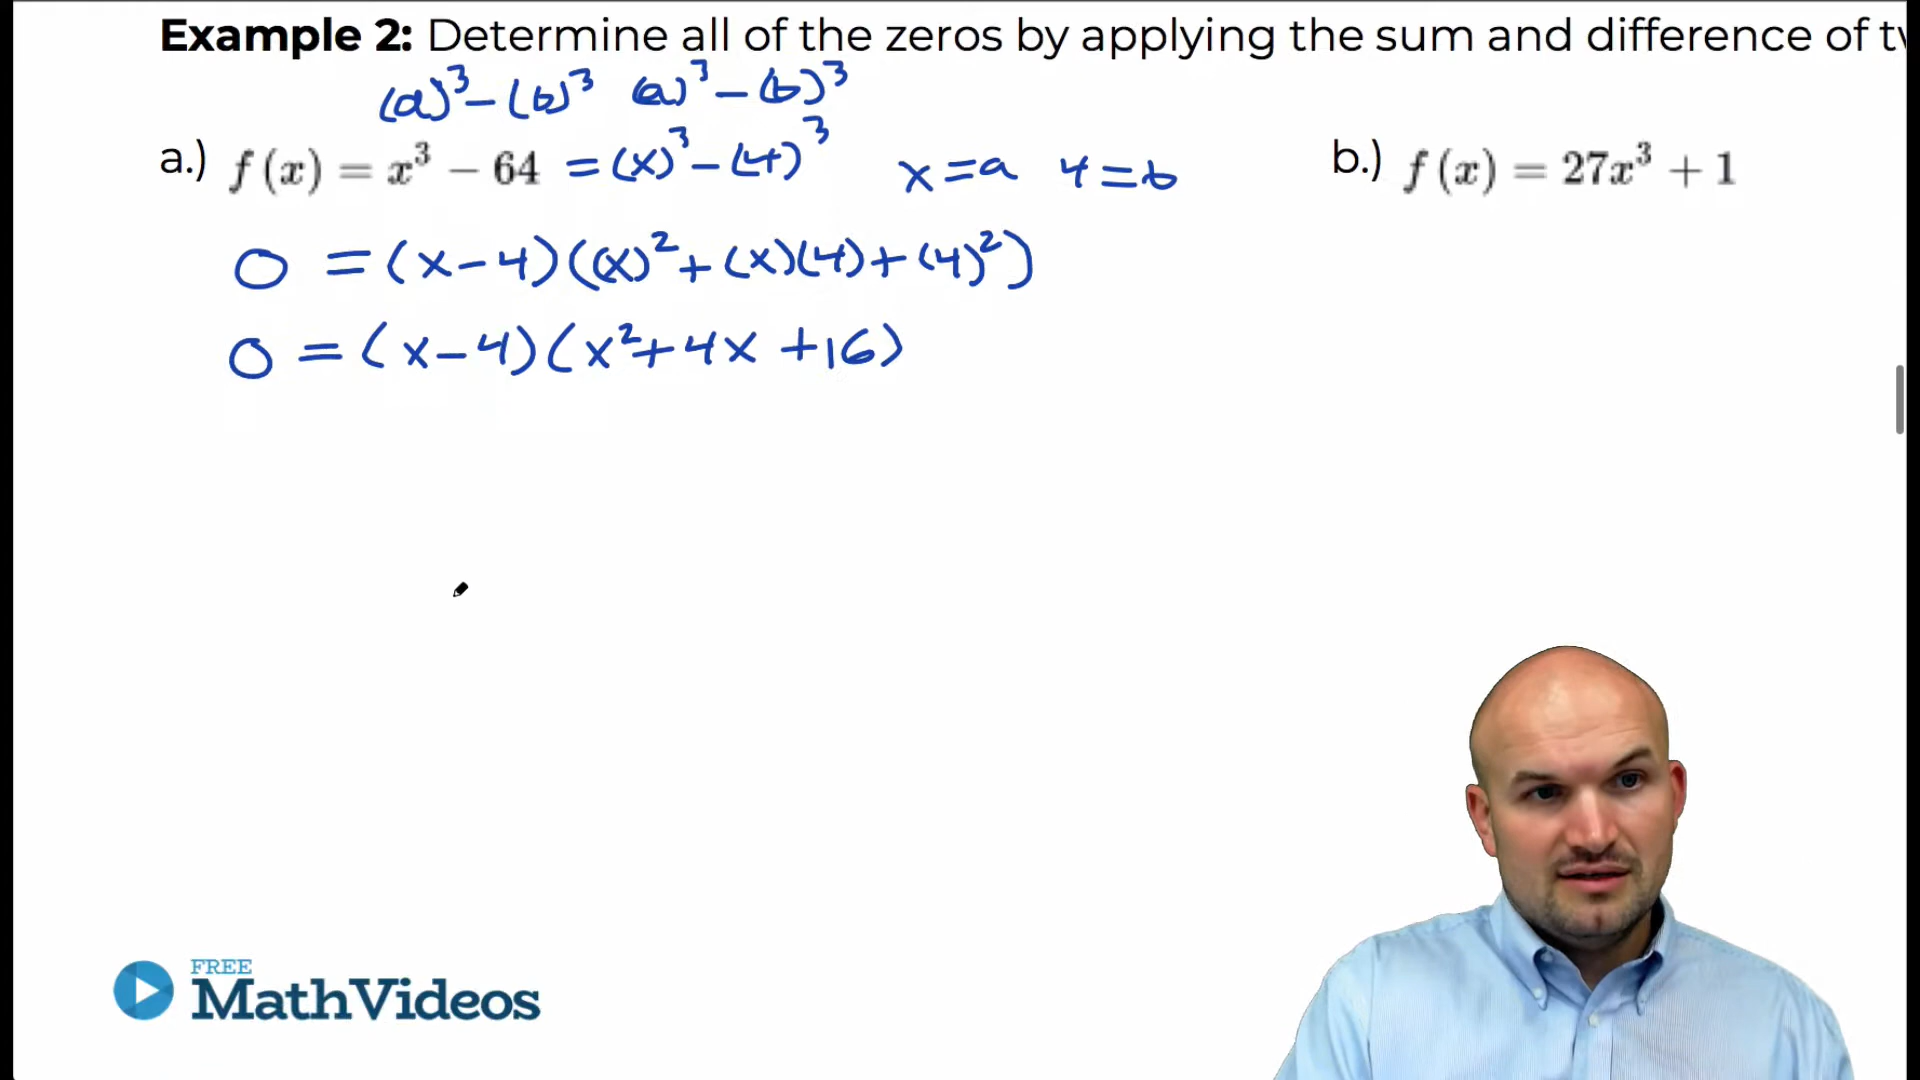 Example 2: Determine all of the zeros by applying the sum and difference of tw
(a)³-(b)³ (a)³-(b)³
a.) f(x) = x³ − 64 = (x)³-(4)³ x=a 4=b
b.) f(x) = 27x³ + 1
0 = (x-4)((x)²+(x)(4)+(4)²)
0 = (x-4)(x²+4x+16)
FREE
MathVideos